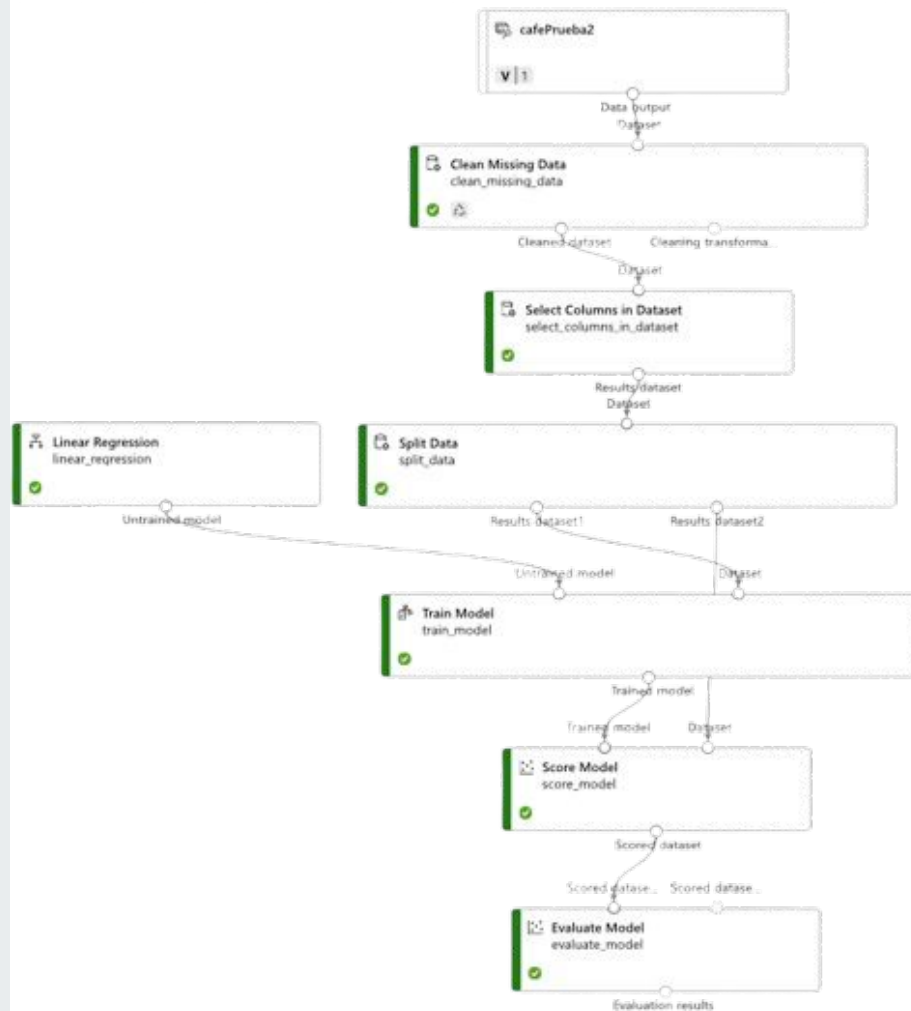 cafePrueba2
V | 1
Data output
Dataset
Clean Missing Data
clean_missing_data
Cleaned dataset
Cleaning transforma...
Dataset
Select Columns in Dataset
select_columns_in_dataset
Results dataset
Dataset
Linear Regression
linear_regression
Split Data
split_data
Untrained model
Results dataset1
Results dataset2
Untrained model
Dataset
Train Model
train_model
Trained model
Trained model
Dataset
Score Model
score_model
Scored dataset
Scored datase...
Scored datase...
Evaluate Model
evaluate_model
Evaluation results